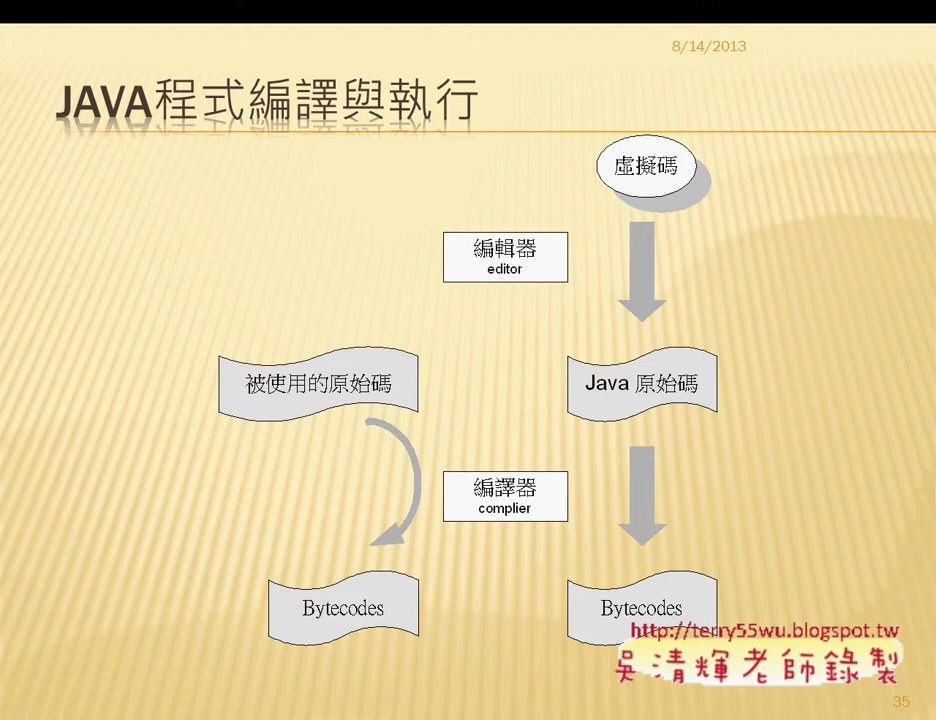 8/14/2013
JAVA程式編譯與執行
虛擬碼
編輯器
editor
被使用的原始碼
Java 原始碼
編譯器
complier
Bytecodes
Bytecodes
http://terry55wu.blogspot.tw
吳清輝老師錄製
35